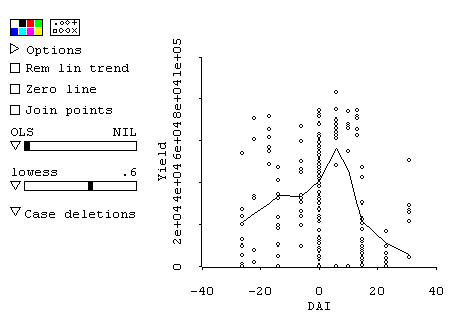 Options
Rem lin trend
Zero line
Join points
OLS NIL
lowess .6
Case deletions
Yield
0 2e+04 4e+04 6e+04 8e+04 1e+05
-40 -20 0 20 40
DAI